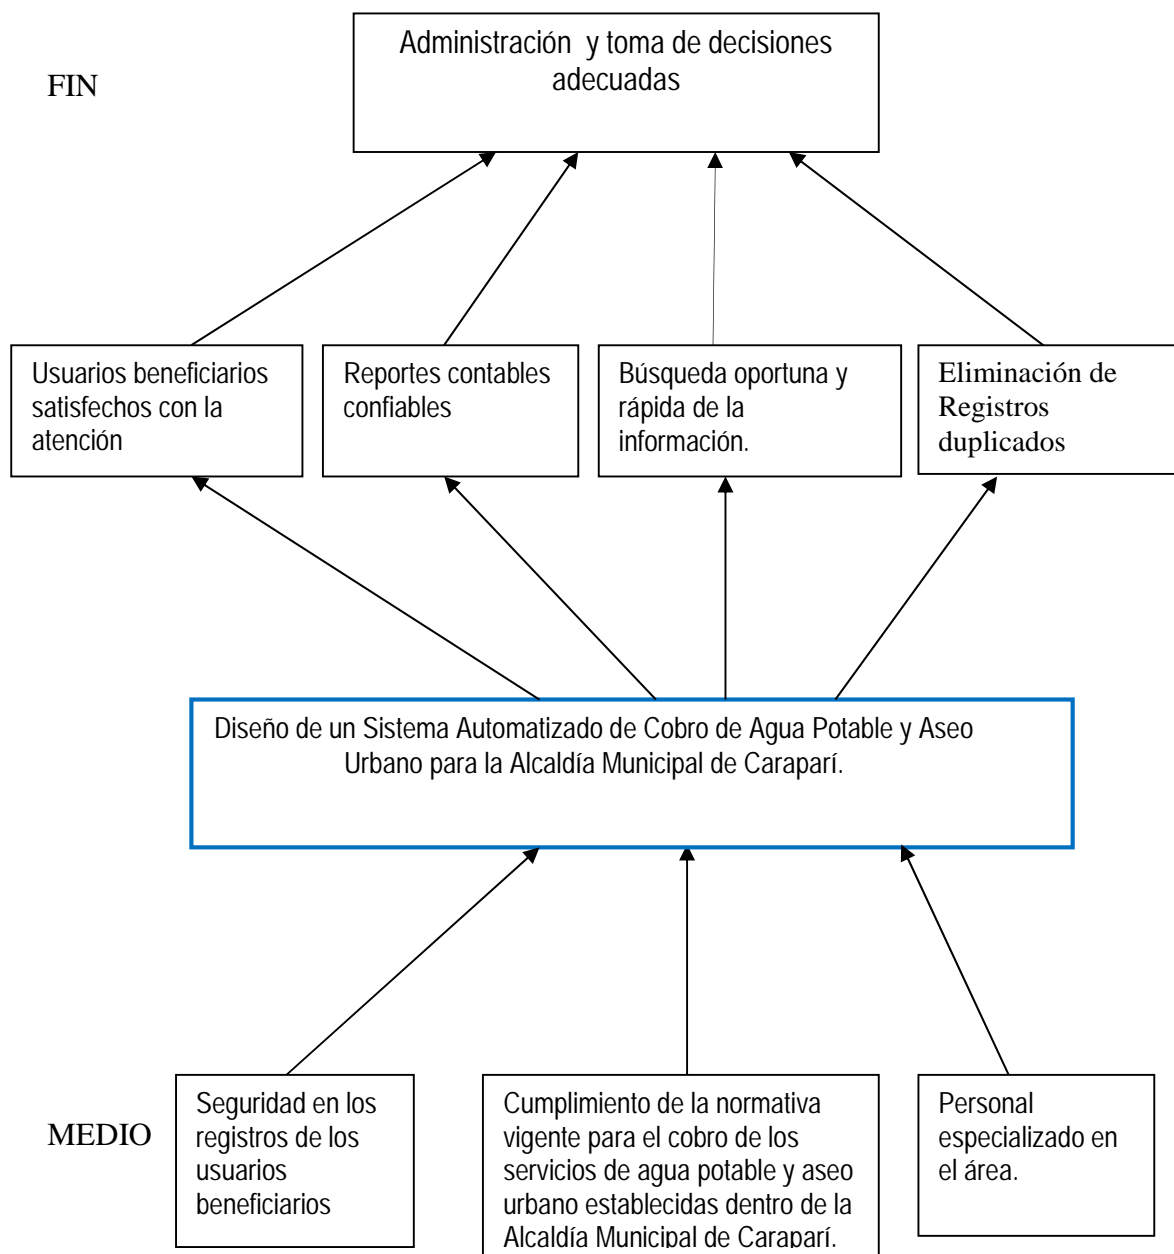 Administración y toma de decisiones
adecuadas
FIN
Usuarios beneficiarios
satisfechos con la
atención
Reportes contables
confiables
Búsqueda oportuna y
rápida de la
información.
Eliminación de
Registros
duplicados
Diseño de un Sistema Automatizado de Cobro de Agua Potable y Aseo
Urbano para la Alcaldía Municipal de Caraparí.
MEDIO
Seguridad en los
registros de los
usuarios
beneficiarios
Cumplimiento de la normativa
vigente para el cobro de los
servicios de agua potable y aseo
urbano establecidas dentro de la
Alcaldía Municipal de Caraparí.
Personal
especializado en
el área.